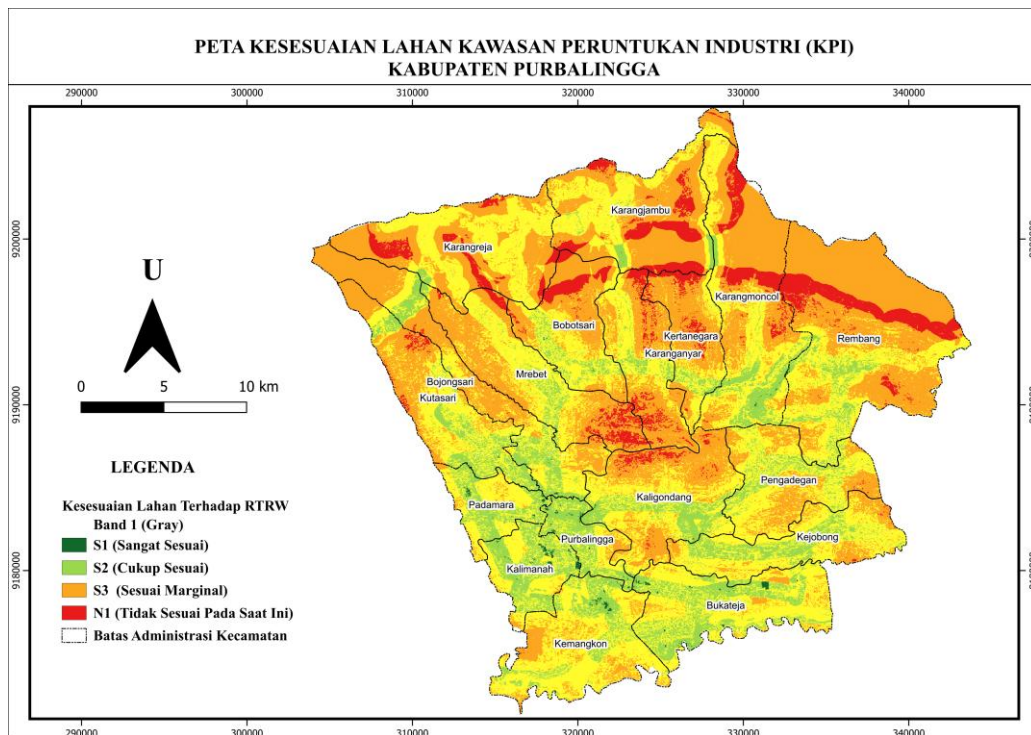 PETA KESESUAIAN LAHAN KAWASAN PERUNTUKAN INDUSTRI (KPI)
KABUPATEN PURBALINGGA
290000 300000 310000 320000 330000 340000
9200000 9200000
9190000 9190000
9180000 9180000
U
0 5 10 km
LEGENDA
Kesesuaian Lahan Terhadap RTRW
Band 1 (Gray)
S1 (Sangat Sesuai)
S2 (Cukup Sesuai)
S3 (Sesuai Marginal)
N1 (Tidak Sesuai Pada Saat Ini)
Batas Administrasi Kecamatan
Karangjambu
Karangreja
Karangmoncol
Bobotsari
Kertanegara
Rembang
Karanganyar
Mrebet
Bojongsari
Kutasari
Pengadegan
Kaligondang
Padamara
Purbalingga
Kejobong
Kalimanah
Bukateja
Kemangkon
290000 300000 310000 320000 330000 340000